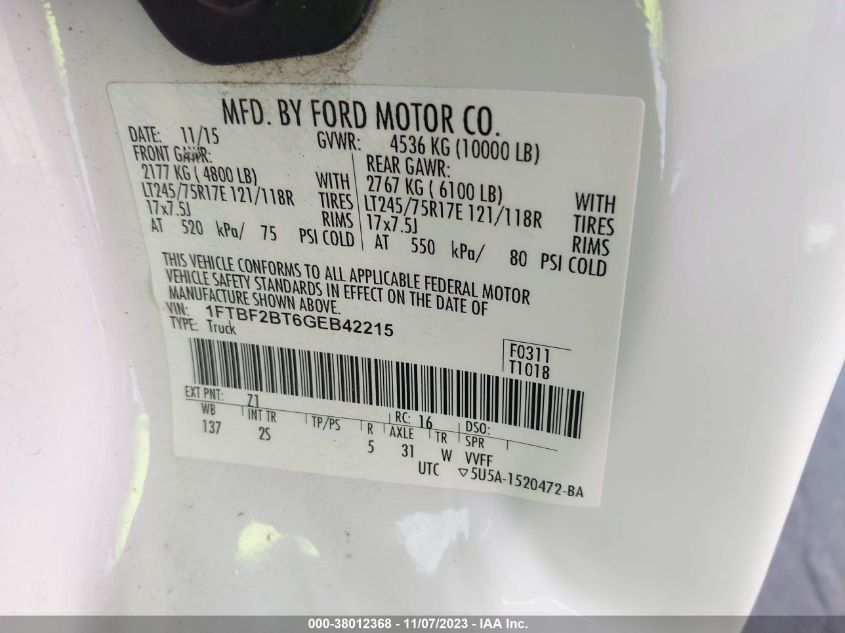 MFD. BY FORD MOTOR CO.
DATE: 11/15 GVWR: 4536 KG (10000 LB)
FRONT GAWR: REAR GAWR:
2177 KG ( 4800 LB) WITH 2767 KG ( 6100 LB) WITH
LT245/75R17E 121/118R TIRES LT245/75R17E 121/118R TIRES
17x7.5J RIMS 17x7.5J RIMS
AT 520 kPa/ 75 PSI COLD AT 550 kPa/ 80 PSI COLD
THIS VEHICLE CONFORMS TO ALL APPLICABLE FEDERAL MOTOR
VEHICLE SAFETY STANDARDS IN EFFECT ON THE DATE OF
MANUFACTURE SHOWN ABOVE.
VIN: 1FTBF2BT6GEB42215
TYPE: Truck
F0311
T1018
EXT PNT: Z1 RC: 16 DSO:
WB INT TR TP/PS R AXLE TR SPR
137 2S 5 31 W VVFF
UTC ▽5U5A-1520472-BA
000-38012368 - 11/07/2023 - IAA Inc.